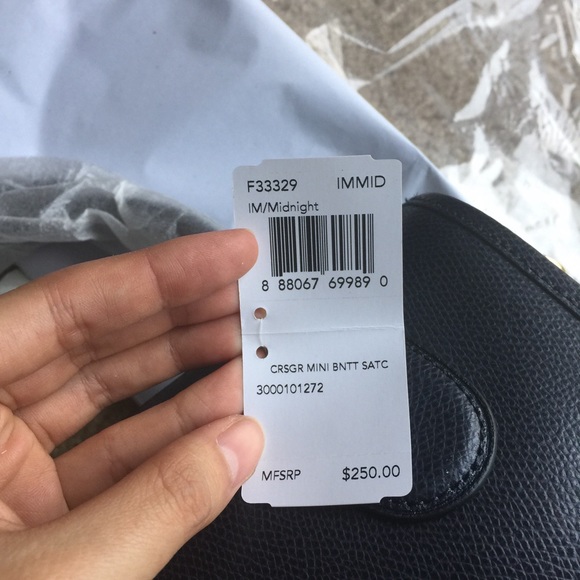 F33329 IMMID
IM/Midnight
8 88067 69989 0
CRSGR MINI BNTT SATC
3000101272
MFSRP $250.00